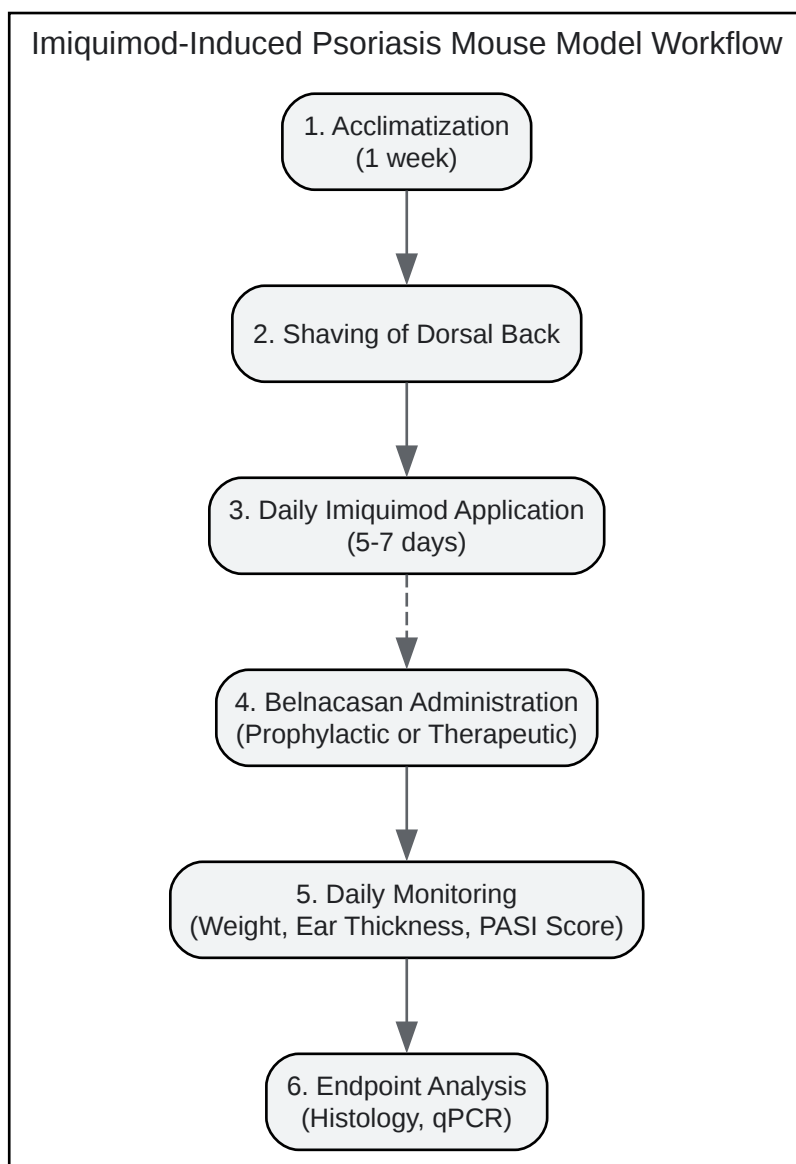 Imiquimod-Induced Psoriasis Mouse Model Workflow
1. Acclimatization
(1 week)
2. Shaving of Dorsal Back
3. Daily Imiquimod Application
(5-7 days)
4. Belnacasan Administration
(Prophylactic or Therapeutic)
5. Daily Monitoring
(Weight, Ear Thickness, PASI Score)
6. Endpoint Analysis
(Histology, qPCR)